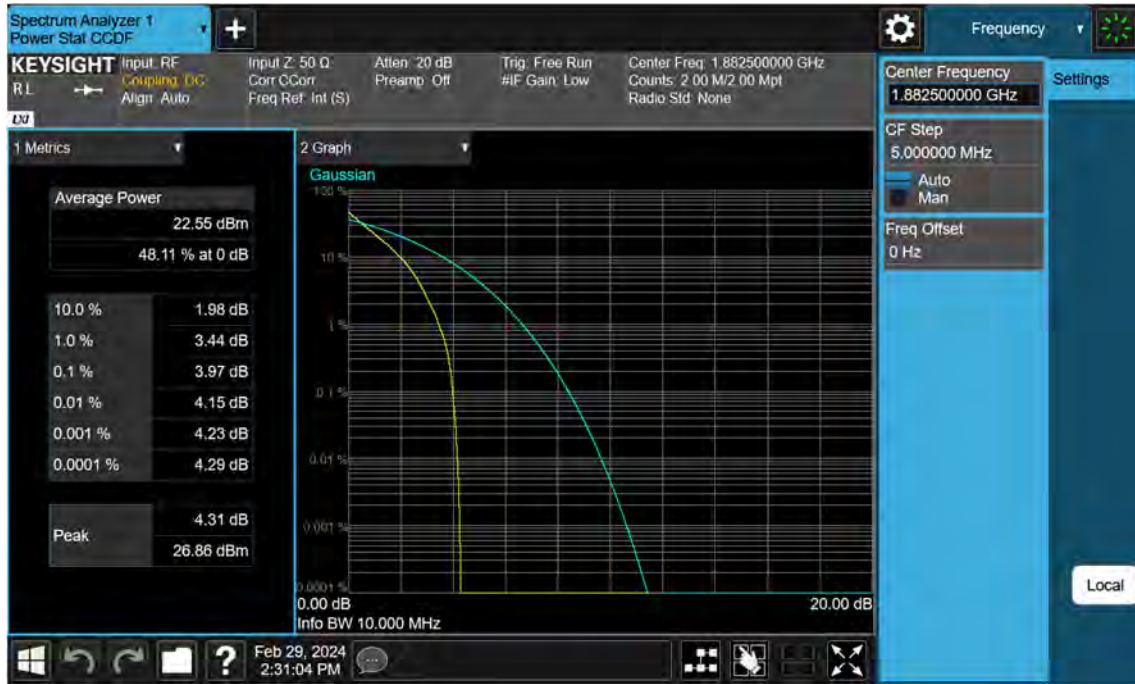 Spectrum Analyzer 1
Power Stat CCDF
+
Frequency
KEYSIGHT
RL
LXI
Input: RF
Coupling: DC
Align: Auto
Input Z: 50 Ω
Corr CCorr
Freq Ref: Int (S)
Atten: 20 dB
Preamp: Off
Trig: Free Run
#IF Gain: Low
Center Freq: 1.882500000 GHz
Counts: 2.00 M/2.00 Mpt
Radio Std: None
Center Frequency
1.882500000 GHz
Settings
CF Step
5.000000 MHz
Auto
Man
Freq Offset
0 Hz
Local
1 Metrics
Average Power
22.55 dBm
48.11 % at 0 dB
10.0 % 1.98 dB
1.0 % 3.44 dB
0.1 % 3.97 dB
0.01 % 4.15 dB
0.001 % 4.23 dB
0.0001 % 4.29 dB
Peak
4.31 dB
26.86 dBm
2 Graph
Gaussian
100 %
10 %
1 %
0.1 %
0.01 %
0.001 %
0.0001 %
0.00 dB 20.00 dB
Info BW 10.000 MHz
?
Feb 29, 2024
2:31:04 PM